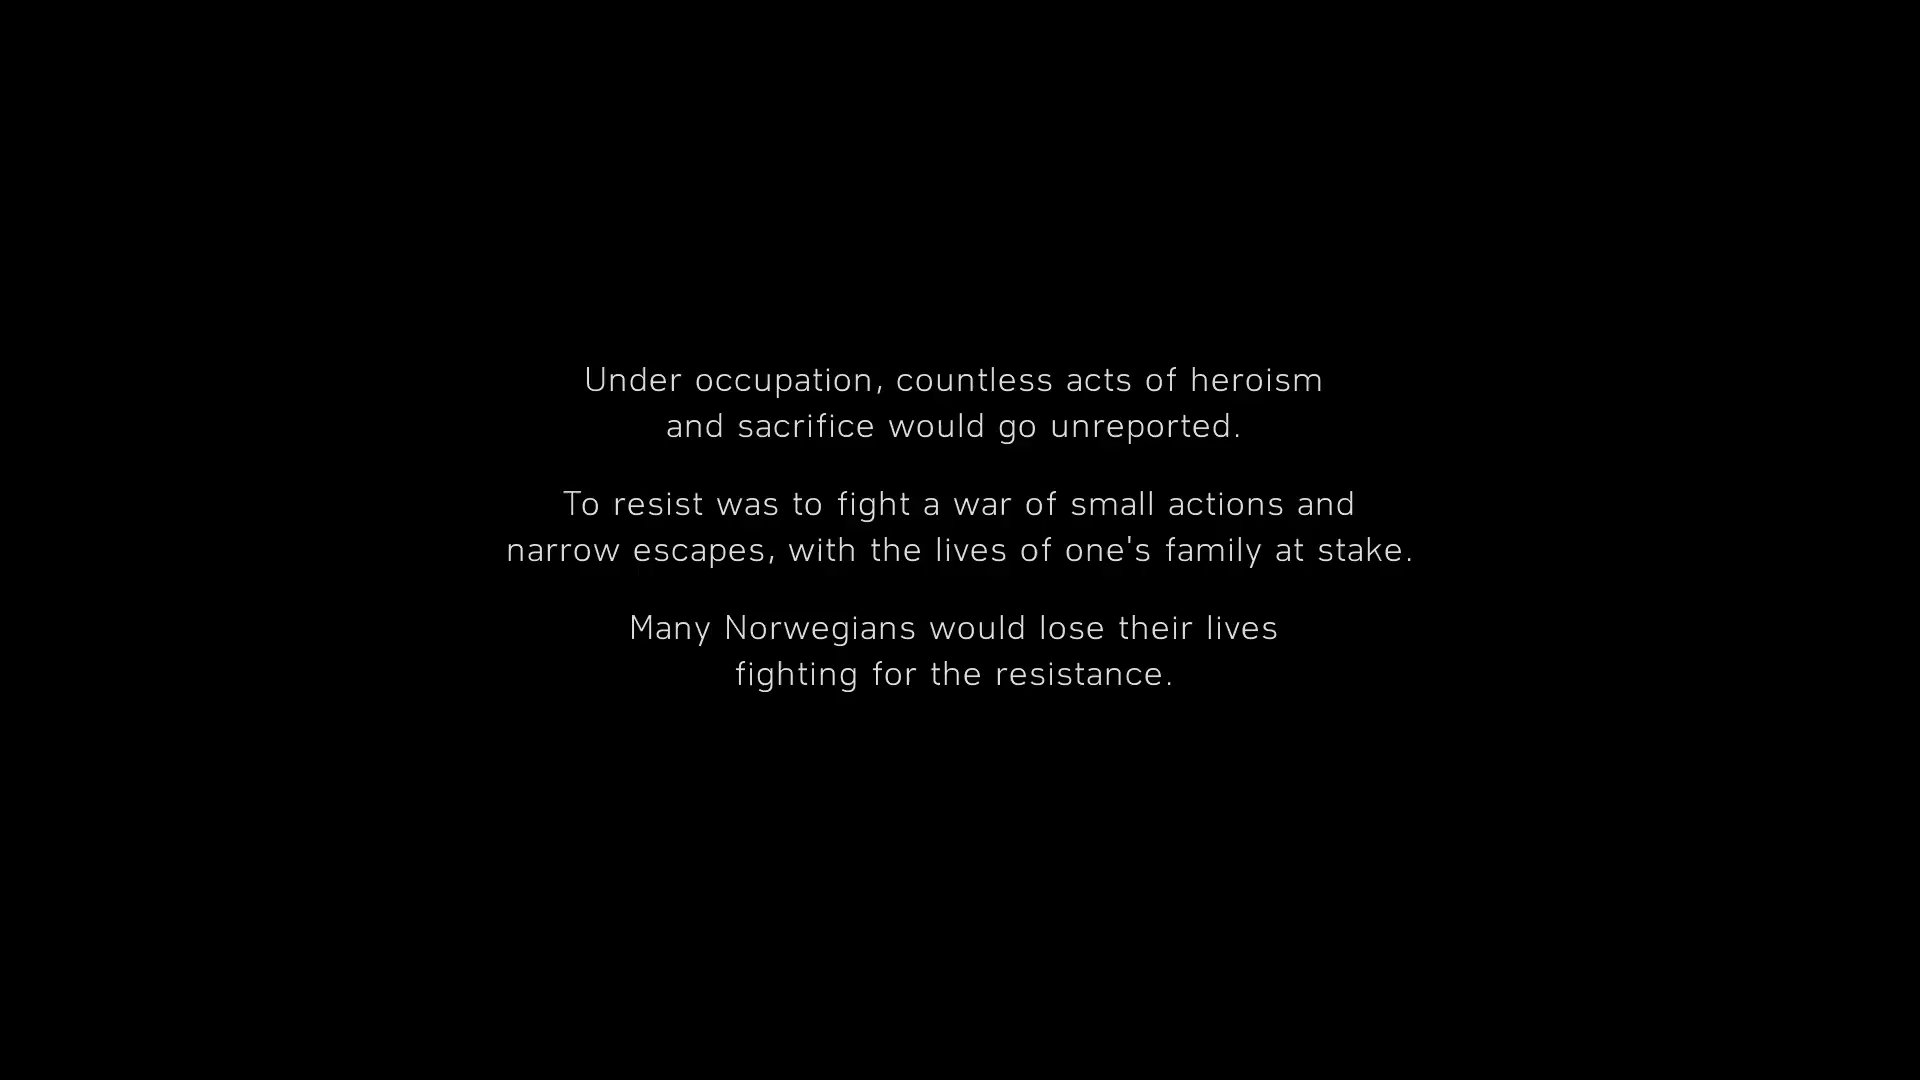 Under occupation, countless acts of heroism
and sacrifice would go unreported.
To resist was to fight a war of small actions and
narrow escapes, with the lives of one's family at stake.
Many Norwegians would lose their lives
fighting for the resistance.